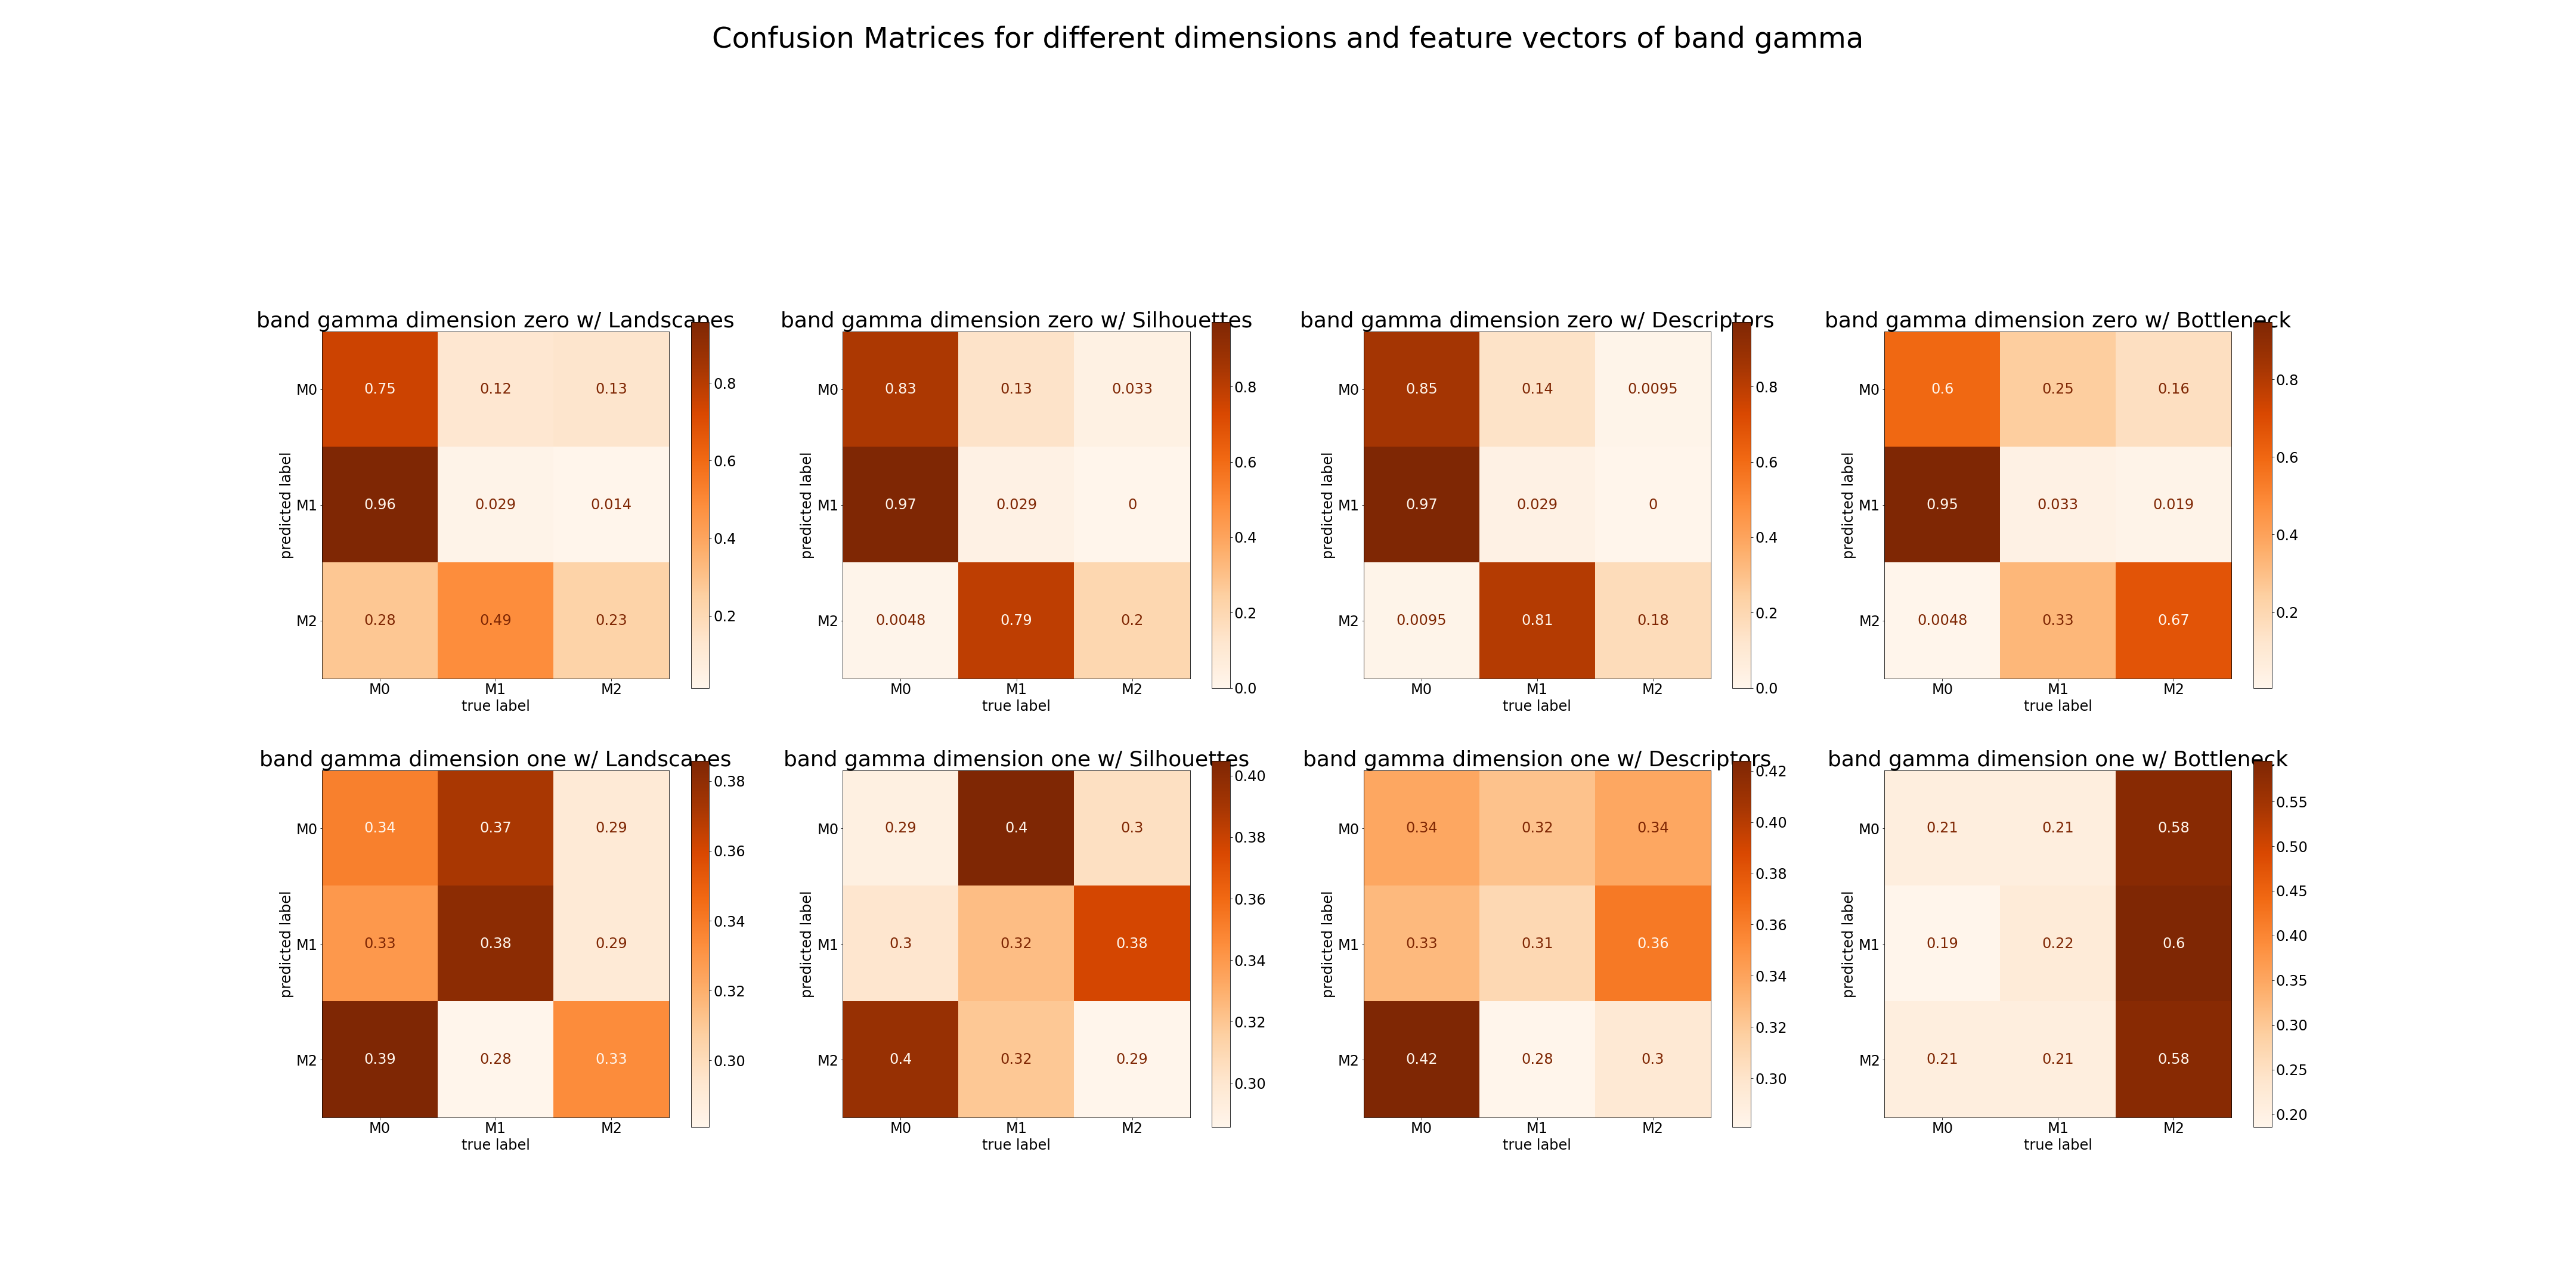 Confusion Matrices for different dimensions and feature vectors of band gamma
band gamma dimension zero w/ Landscapes
M0 0.75 0.12 0.13
M1 0.96 0.029 0.014
M2 0.28 0.49 0.23
M0 M1 M2
true label
predicted label
0.8
0.6
0.4
0.2
band gamma dimension zero w/ Silhouettes
M0 0.83 0.13 0.033
M1 0.97 0.029 0
M2 0.0048 0.79 0.2
M0 M1 M2
true label
predicted label
0.8
0.6
0.4
0.2
0.0
band gamma dimension zero w/ Descriptors
M0 0.85 0.14 0.0095
M1 0.97 0.029 0
M2 0.0095 0.81 0.18
M0 M1 M2
true label
predicted label
0.8
0.6
0.4
0.2
0.0
band gamma dimension zero w/ Bottleneck
M0 0.6 0.25 0.16
M1 0.95 0.033 0.019
M2 0.0048 0.33 0.67
M0 M1 M2
true label
predicted label
0.8
0.6
0.4
0.2
band gamma dimension one w/ Landscapes
M0 0.34 0.37 0.29
M1 0.33 0.38 0.29
M2 0.39 0.28 0.33
M0 M1 M2
true label
predicted label
0.38
0.36
0.34
0.32
0.30
band gamma dimension one w/ Silhouettes
M0 0.29 0.4 0.3
M1 0.3 0.32 0.38
M2 0.4 0.32 0.29
M0 M1 M2
true label
predicted label
0.40
0.38
0.36
0.34
0.32
0.30
band gamma dimension one w/ Descriptors
M0 0.34 0.32 0.34
M1 0.33 0.31 0.36
M2 0.42 0.28 0.3
M0 M1 M2
true label
predicted label
0.42
0.40
0.38
0.36
0.34
0.32
0.30
band gamma dimension one w/ Bottleneck
M0 0.21 0.21 0.58
M1 0.19 0.22 0.6
M2 0.21 0.21 0.58
M0 M1 M2
true label
predicted label
0.55
0.50
0.45
0.40
0.35
0.30
0.25
0.20